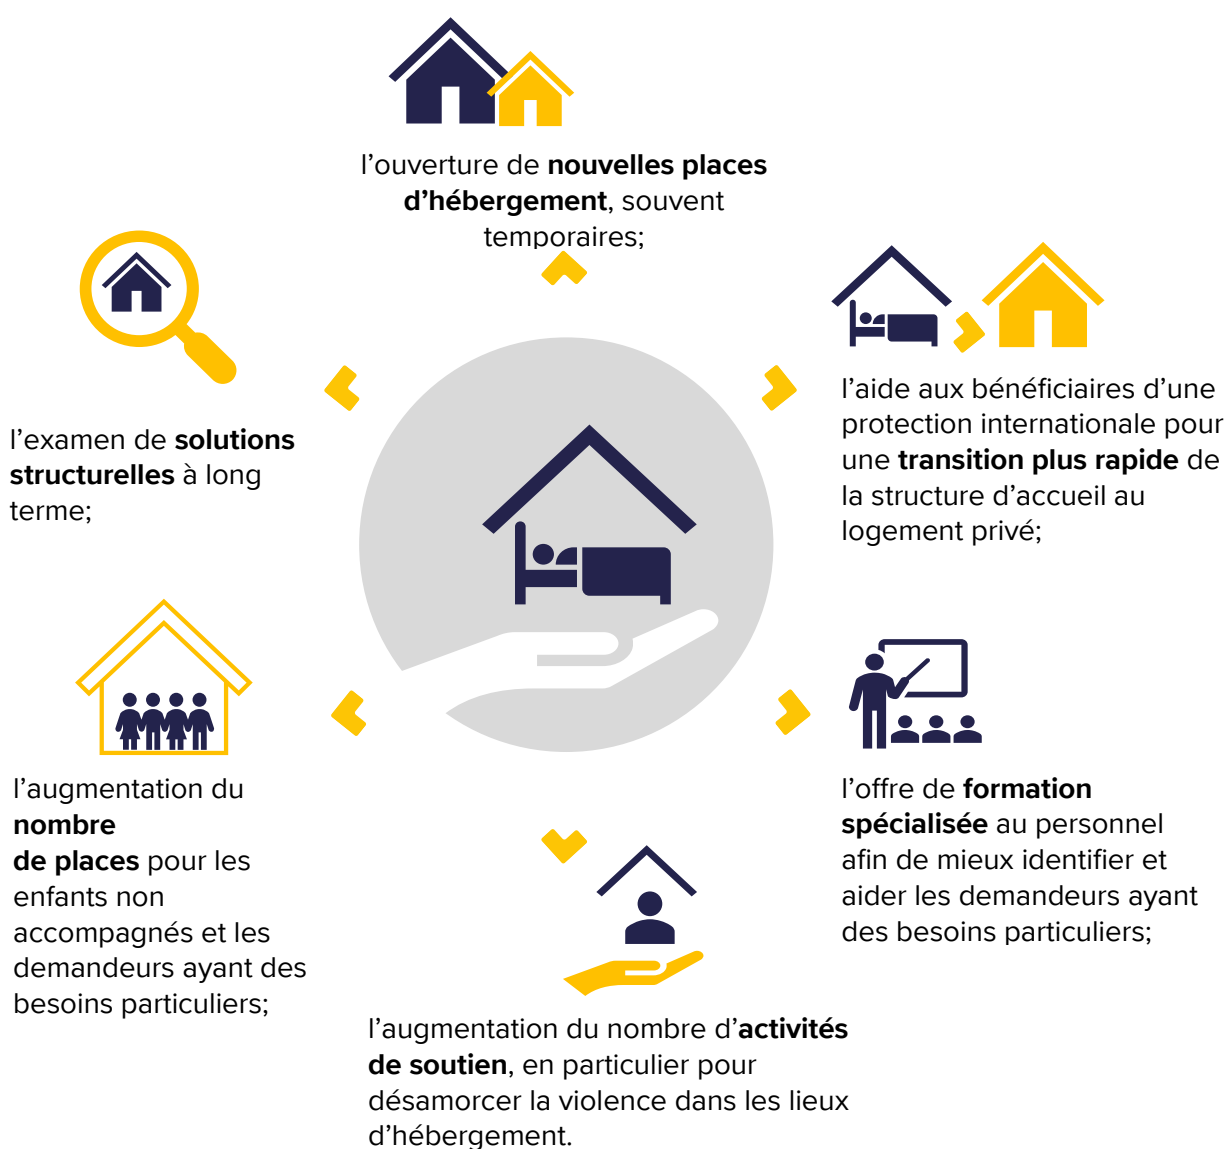 l’ouverture de nouvelles places
d’hébergement, souvent
temporaires;
l’aide aux bénéficiaires d’une
protection internationale pour
une transition plus rapide de
la structure d’accueil au
logement privé;
l’offre de formation
spécialisée au personnel
afin de mieux identifier et
aider les demandeurs ayant
des besoins particuliers;
l’augmentation du nombre d’activités
de soutien, en particulier pour
désamorcer la violence dans les lieux
d’hébergement.
l’augmentation du
nombre
de places pour les
enfants non
accompagnés et les
demandeurs ayant des
besoins particuliers;
l’examen de solutions
structurelles à long
terme;